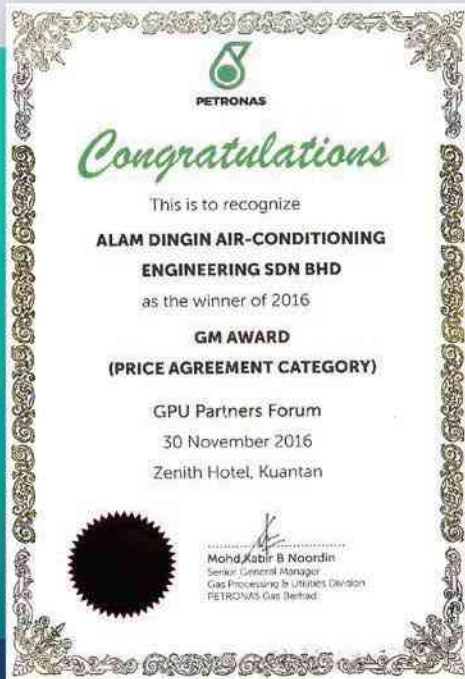 PETRONAS
Congratulations
This is to recognize
ALAM DINGIN AIR-CONDITIONING
ENGINEERING SDN BHD
as the winner of 2016
GM AWARD
(PRICE AGREEMENT CATEGORY)
GPU Partners Forum
30 November 2016
Zenith Hotel, Kuantan
Mohd Kabir B Noordin
Senior General Manager
Gas Processing & Utilities Division
PETRONAS Gas Berhad